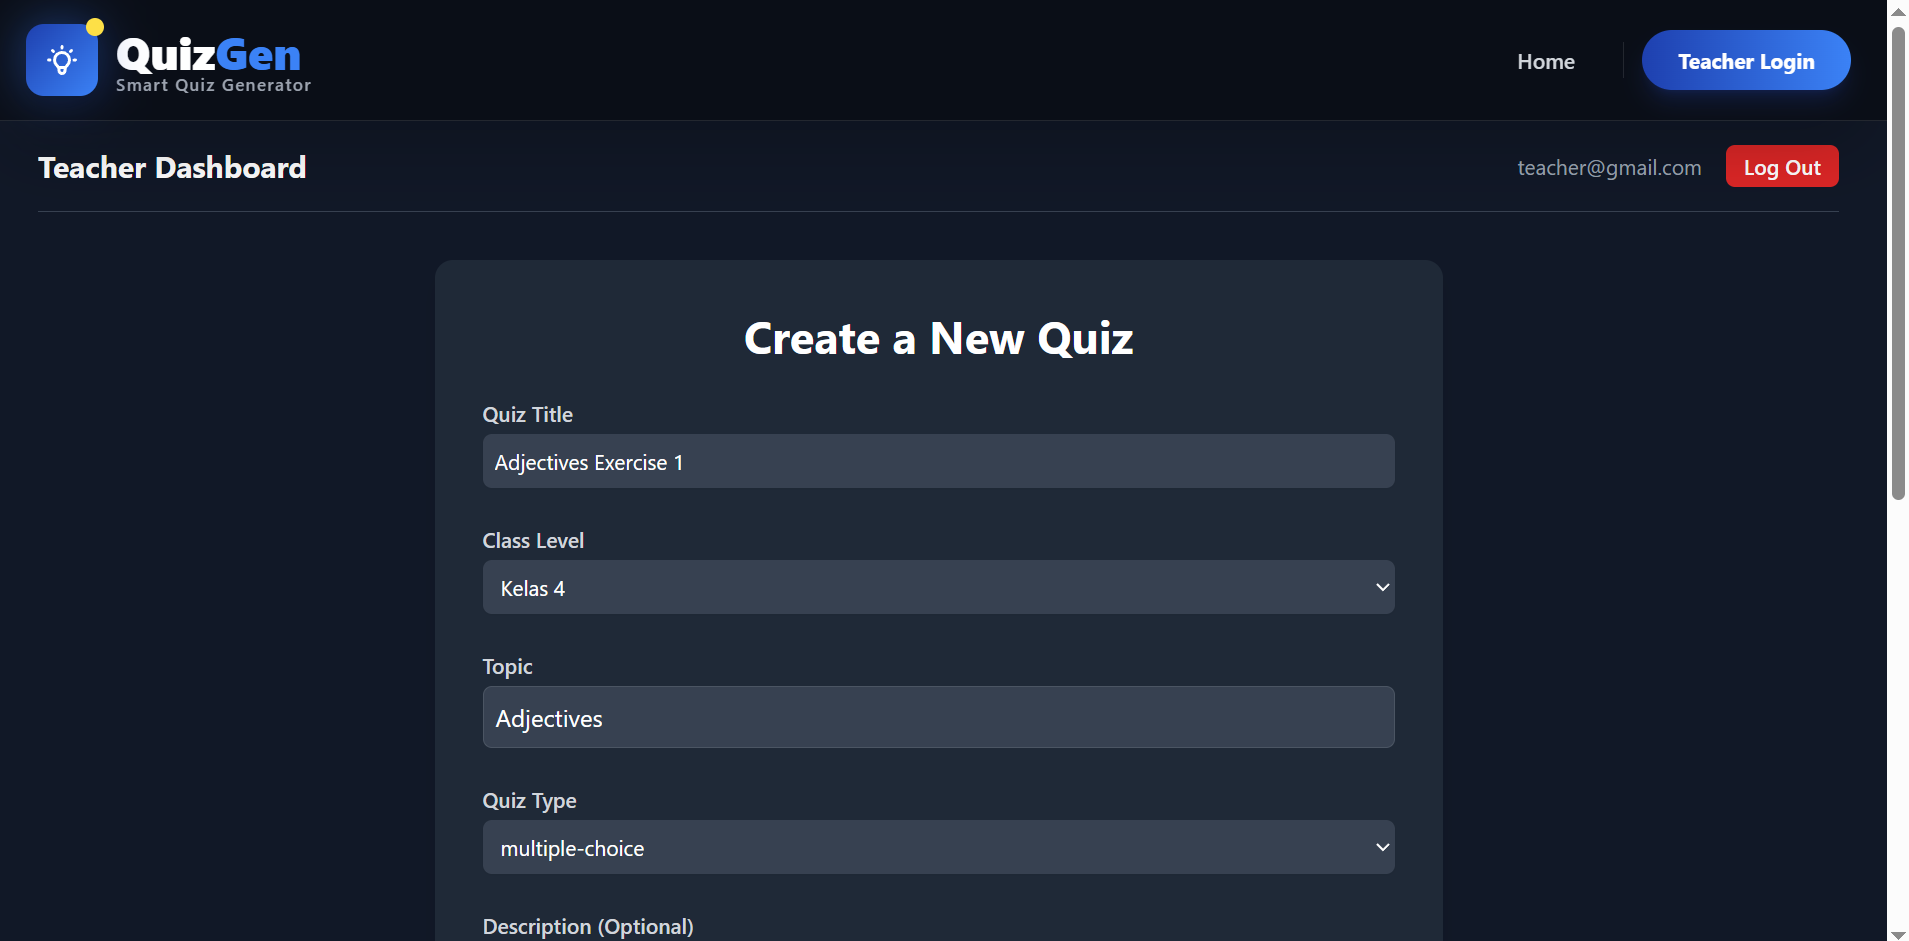 QuizGen
Smart Quiz Generator
Home
Teacher Login
Teacher Dashboard
teacher@gmail.com
Log Out
Create a New Quiz
Quiz Title
Adjectives Exercise 1
Class Level
Kelas 4
Topic
Adjectives
Quiz Type
multiple-choice
Description (Optional)